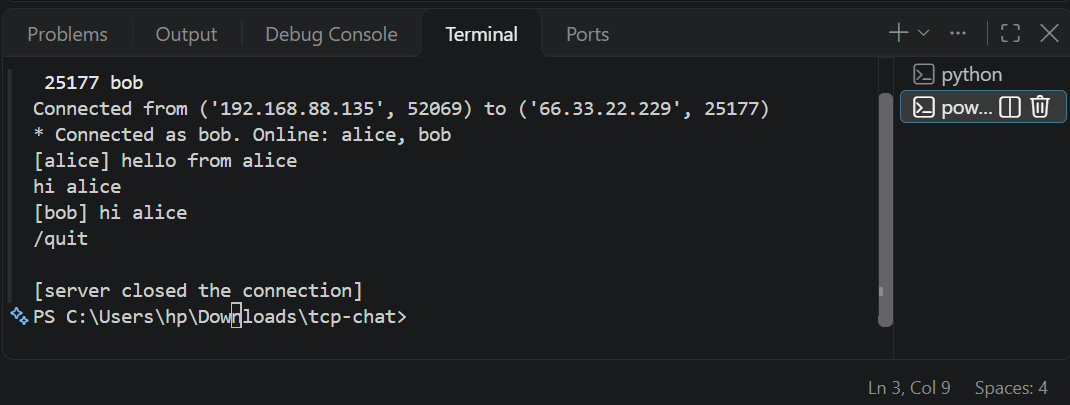 Problems Output Debug Console Terminal Ports
25177 bob
Connected from ('192.168.88.135', 52069) to ('66.33.22.229', 25177)
* Connected as bob. Online: alice, bob
[alice] hello from alice
hi alice
[bob] hi alice
/quit
[server closed the connection]
PS C:\Users\hp\Downloads\tcp-chat>
python
pow...
Ln 3, Col 9 Spaces: 4